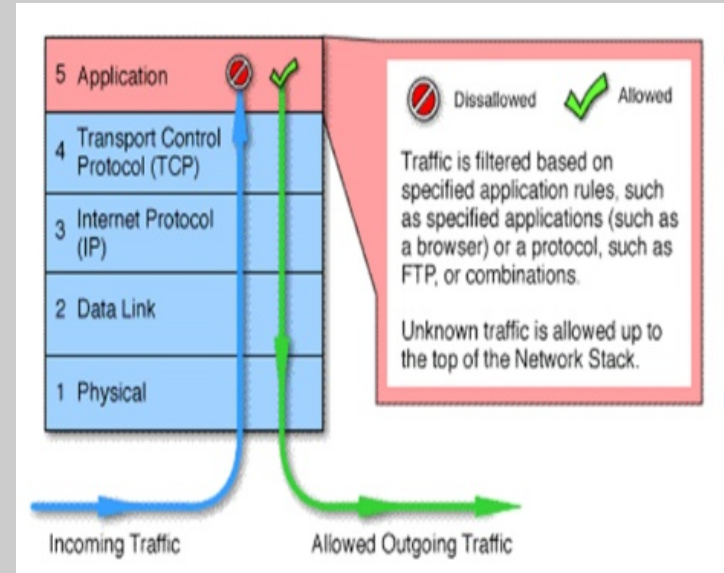 5 Application
4 Transport Control
Protocol (TCP)
3 Internet Protocol
(IP)
2 Data Link
1 Physical
Incoming Traffic
Allowed Outgoing Traffic
Dissallowed
Allowed
Traffic is filtered based on
specified application rules, such
as specified applications (such as
a browser) or a protocol, such as
FTP, or combinations.
Unknown traffic is allowed up to
the top of the Network Stack.